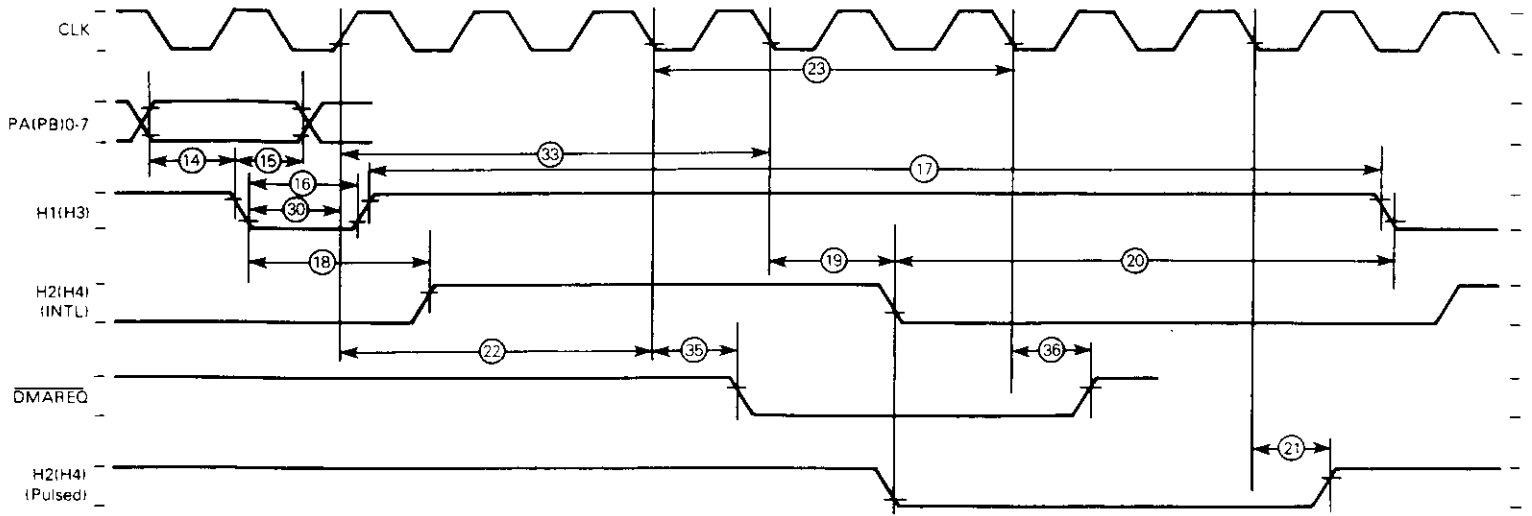 CLK
23
PA(PB)0-7
14
15
33
17
16
H1(H3)
30
18
19
20
H2(H4)
(INTL)
22
35
36
DMAREQ
21
H2(H4)
(Pulsed)